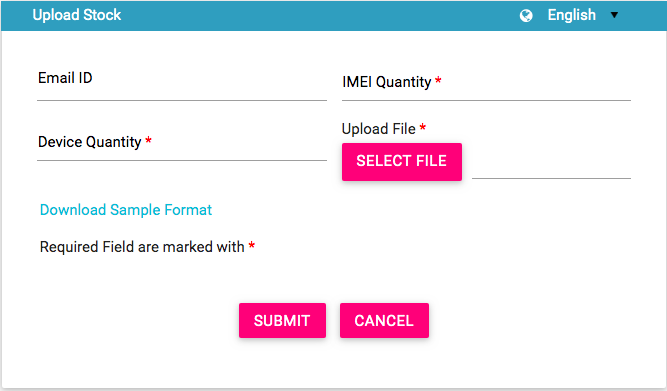 Upload Stock
English
Email ID
IMEI Quantity *
Device Quantity *
Upload File *
SELECT FILE
Download Sample Format
Required Field are marked with *
SUBMIT
CANCEL